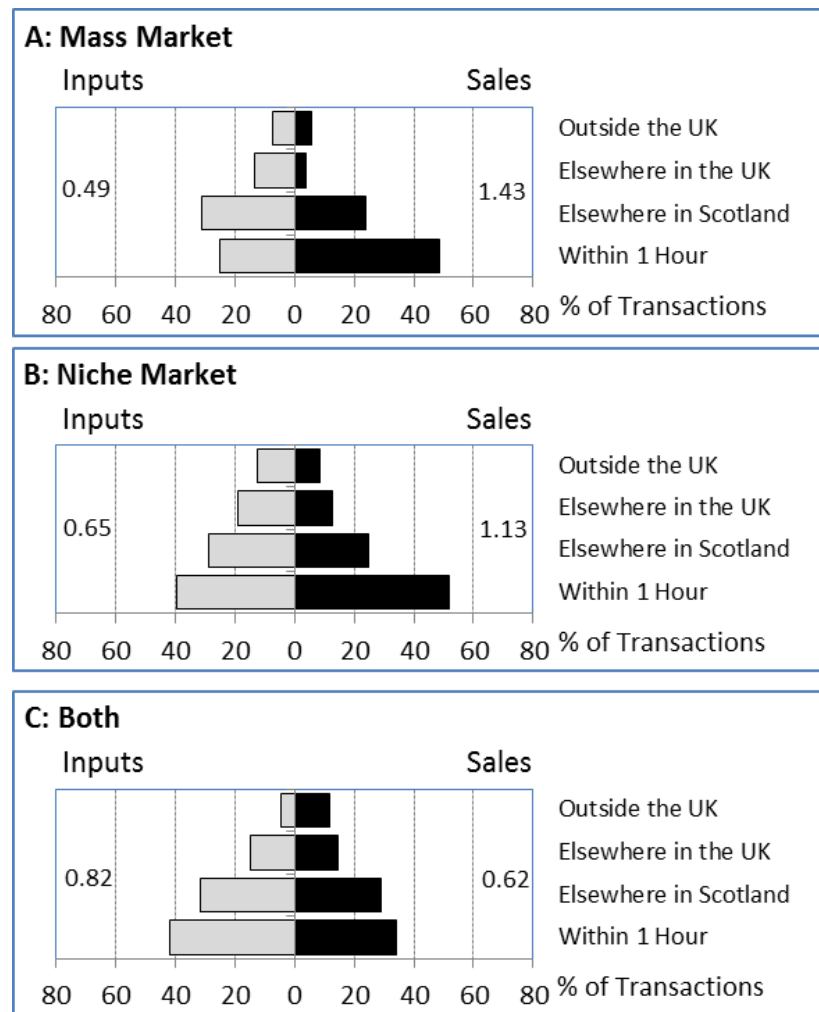 A: Mass Market
Inputs Sales
Outside the UK
Elsewhere in the UK
0.49 1.43
Elsewhere in Scotland
Within 1 Hour
80 60 40 20 0 20 40 60 80 % of Transactions
B: Niche Market
Inputs Sales
Outside the UK
Elsewhere in the UK
0.65 1.13
Elsewhere in Scotland
Within 1 Hour
80 60 40 20 0 20 40 60 80 % of Transactions
C: Both
Inputs Sales
Outside the UK
Elsewhere in the UK
0.82 0.62
Elsewhere in Scotland
Within 1 Hour
80 60 40 20 0 20 40 60 80 % of Transactions